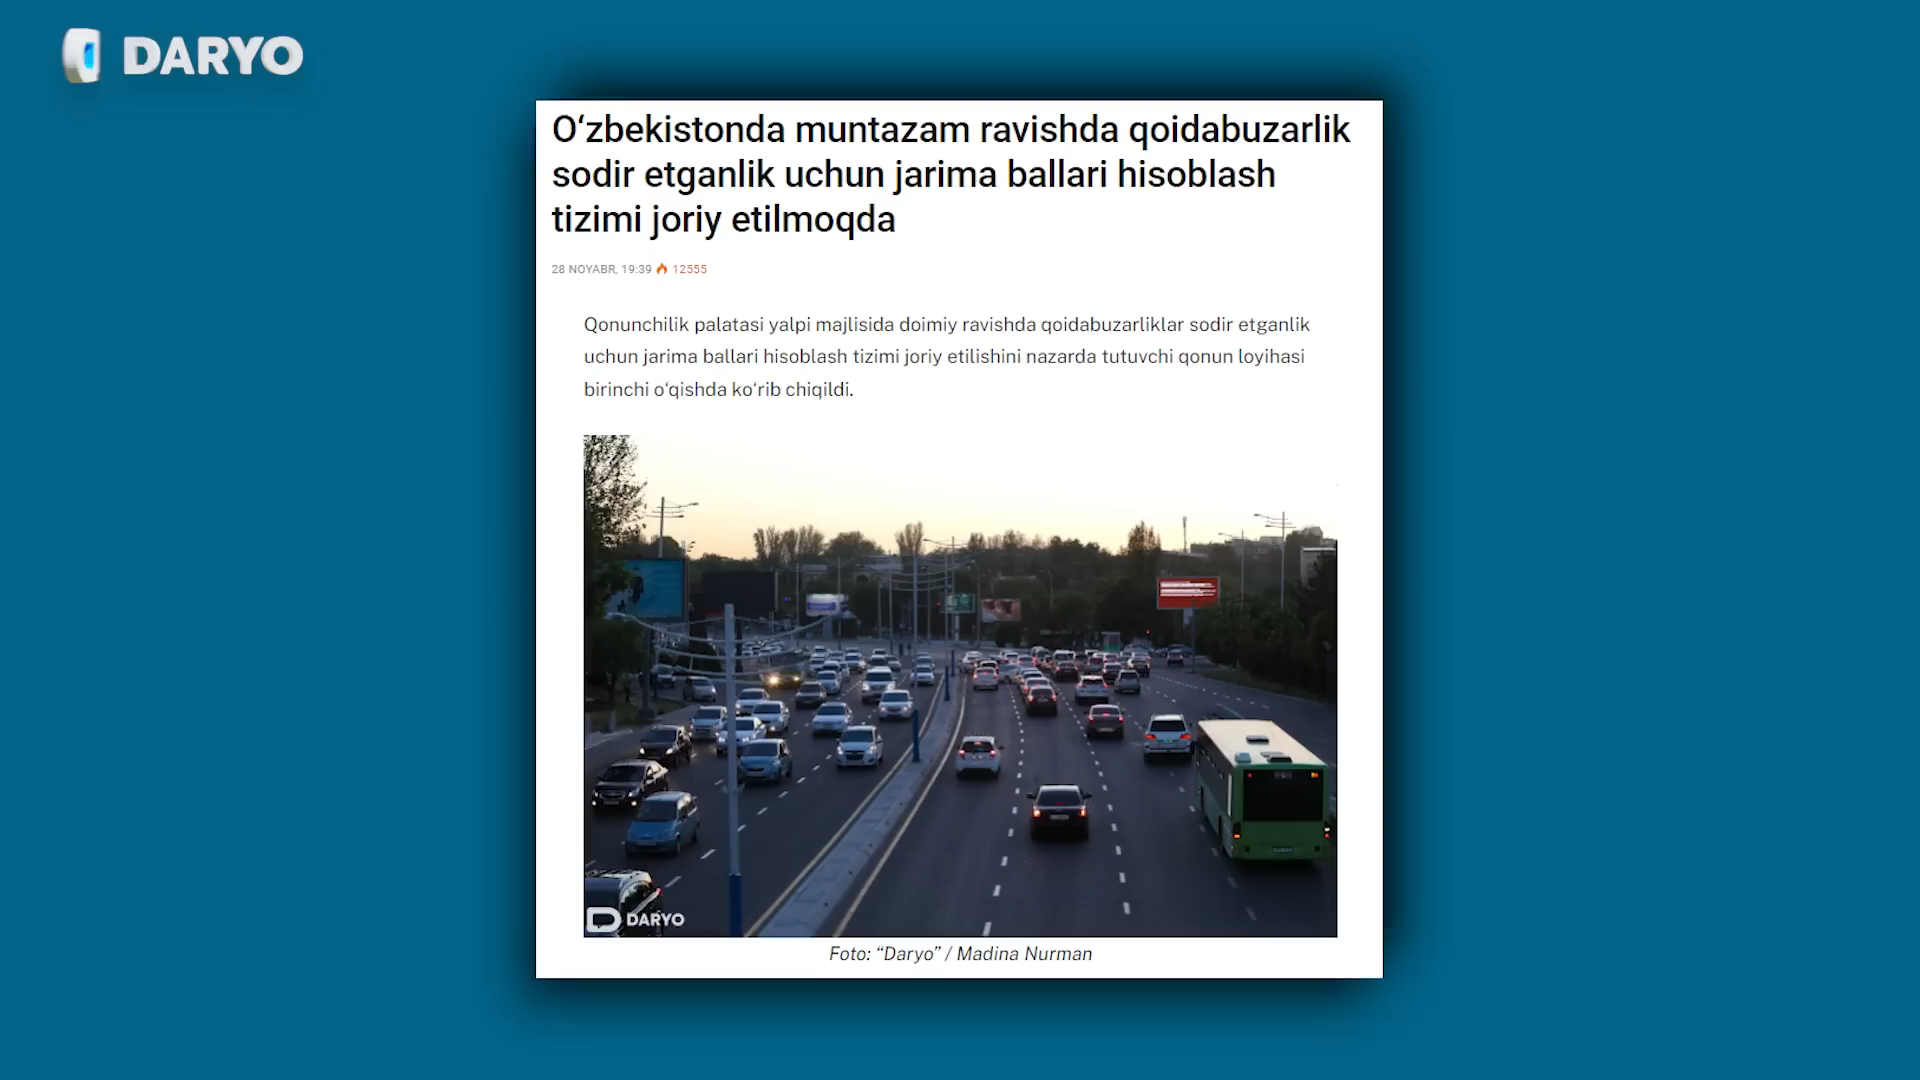 DARYO
O‘zbekistonda muntazam ravishda qoidabuzarlik
sodir etganlik uchun jarima ballari hisoblash
tizimi joriy etilmoqda
28 NOYABR, 19:39 12555
Qonunchilik palatasi yalpi majlisida doimiy ravishda qoidabuzarliklar sodir etganlik
uchun jarima ballari hisoblash tizimi joriy etilishini nazarda tutuvchi qonun loyihasi
birinchi o‘qishda ko‘rib chiqildi.
DARYO
Foto: “Daryo” / Madina Nurman